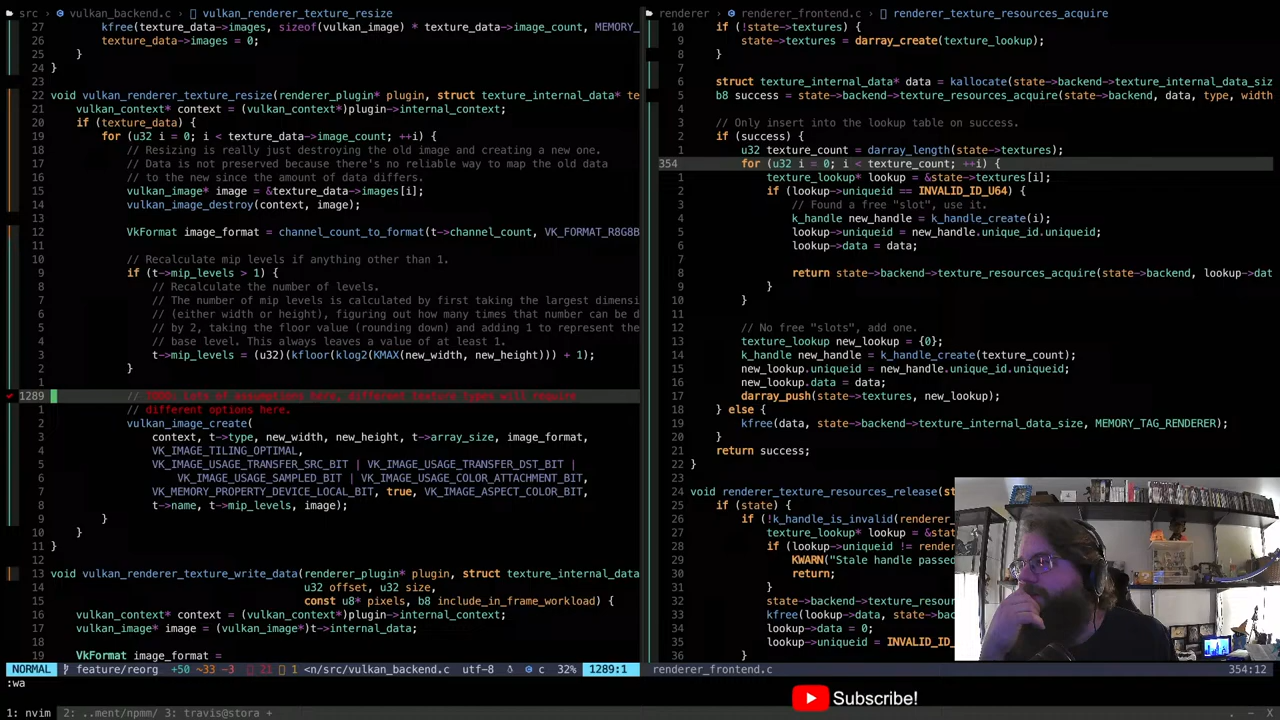 src > vulkan_backend.c > vulkan_renderer_texture_resize
27 kfree(texture_data->images, sizeof(vulkan_image) * texture_data->image_count, MEMORY_
26 texture_data->images = 0;
25 }
24 }
23
22 void vulkan_renderer_texture_resize(renderer_plugin* plugin, struct texture_internal_data* te
21 vulkan_context* context = (vulkan_context*)plugin->internal_context;
20 if (texture_data) {
19 for (u32 i = 0; i < texture_data->image_count; ++i) {
18 // Resizing is really just destroying the old image and creating a new one.
17 // Data is not preserved because there's no reliable way to map the old data
16 // to the new since the amount of data differs.
15 vulkan_image* image = &texture_data->images[i];
14 vulkan_image_destroy(context, image);
13
12 VkFormat image_format = channel_count_to_format(t->channel_count, VK_FORMAT_R8G8B
11
10 // Recalculate mip levels if anything other than 1.
9 if (t->mip_levels > 1) {
8 // Recalculate the number of levels.
7 // The number of mip levels is calculated by first taking the largest dimensi
6 // (either width or height), figuring out how many times that number can be d
5 // by 2, taking the floor value (rounding down) and adding 1 to represent the
4 // base level. This always leaves a value of at least 1.
3 t->mip_levels = (u32)(kfloor(klog2(KMAX(new_width, new_height))) + 1);
2 }
1
1289 // TODO: Lots of assumptions here, different texture types will require
1 // different options here.
2 vulkan_image_create(
3 context, t->type, new_width, new_height, t->array_size, image_format,
4 VK_IMAGE_TILING_OPTIMAL,
5 VK_IMAGE_USAGE_TRANSFER_SRC_BIT | VK_IMAGE_USAGE_TRANSFER_DST_BIT |
6 VK_IMAGE_USAGE_SAMPLED_BIT | VK_IMAGE_USAGE_COLOR_ATTACHMENT_BIT,
7 VK_MEMORY_PROPERTY_DEVICE_LOCAL_BIT, true, VK_IMAGE_ASPECT_COLOR_BIT,
8 t->name, t->mip_levels, image);
9 }
10 }
11 }
12
13 void vulkan_renderer_texture_write_data(renderer_plugin* plugin, struct texture_internal_data
14 u32 offset, u32 size,
15 const u8* pixels, b8 include_in_frame_workload) {
16 vulkan_context* context = (vulkan_context*)plugin->internal_context;
17 vulkan_image* image = (vulkan_image*)t->internal_data;
18
19 VkFormat image_format =
NORMAL feature/reorg +50 ~33 -3 21 1 <n/src/vulkan_backend.c utf-8 c 32% 1289:1
:wa
1: nvim 2: ..ment/npmm/ 3: travis@stora +
renderer > renderer_frontend.c > renderer_texture_resources_acquire
10 if (!state->textures) {
9 state->textures = darray_create(texture_lookup);
8 }
7
6 struct texture_internal_data* data = kallocate(state->backend->texture_internal_data_siz
5 b8 success = state->backend->texture_resources_acquire(state->backend, data, type, width
4
3 // Only insert into the lookup table on success.
2 if (success) {
1 u32 texture_count = darray_length(state->textures);
354 for (u32 i = 0; i < texture_count; ++i) {
1 texture_lookup* lookup = &state->textures[i];
2 if (lookup->uniqueid == INVALID_ID_U64) {
3 // Found a free "slot", use it.
4 k_handle new_handle = k_handle_create(i);
5 lookup->uniqueid = new_handle.unique_id.uniqueid;
6 lookup->data = data;
7
8 return state->backend->texture_resources_acquire(state->backend, lookup->dat
9 }
10 }
11
12 // No free "slots", add one.
13 texture_lookup new_lookup = {0};
14 k_handle new_handle = k_handle_create(texture_count);
15 new_lookup.uniqueid = new_handle.unique_id.uniqueid;
16 new_lookup.data = data;
17 darray_push(state->textures, new_lookup);
18 } else {
19 kfree(data, state->backend->texture_internal_data_size, MEMORY_TAG_RENDERER);
20 }
21 return success;
22 }
23
24 void renderer_texture_resources_release(st
25 if (state) {
26 if (!k_handle_is_invalid(renderer_
27 texture_lookup* lookup = &stat
28 if (lookup->uniqueid != render
29 KWARN("Stale handle passed
30 return;
31 }
32 state->backend->texture_resour
33 kfree(lookup->data, state->bac
34 lookup->data = 0;
35 lookup->uniqueid = INVALID_ID_
36 }
renderer_frontend.c 354:12
Subscribe!